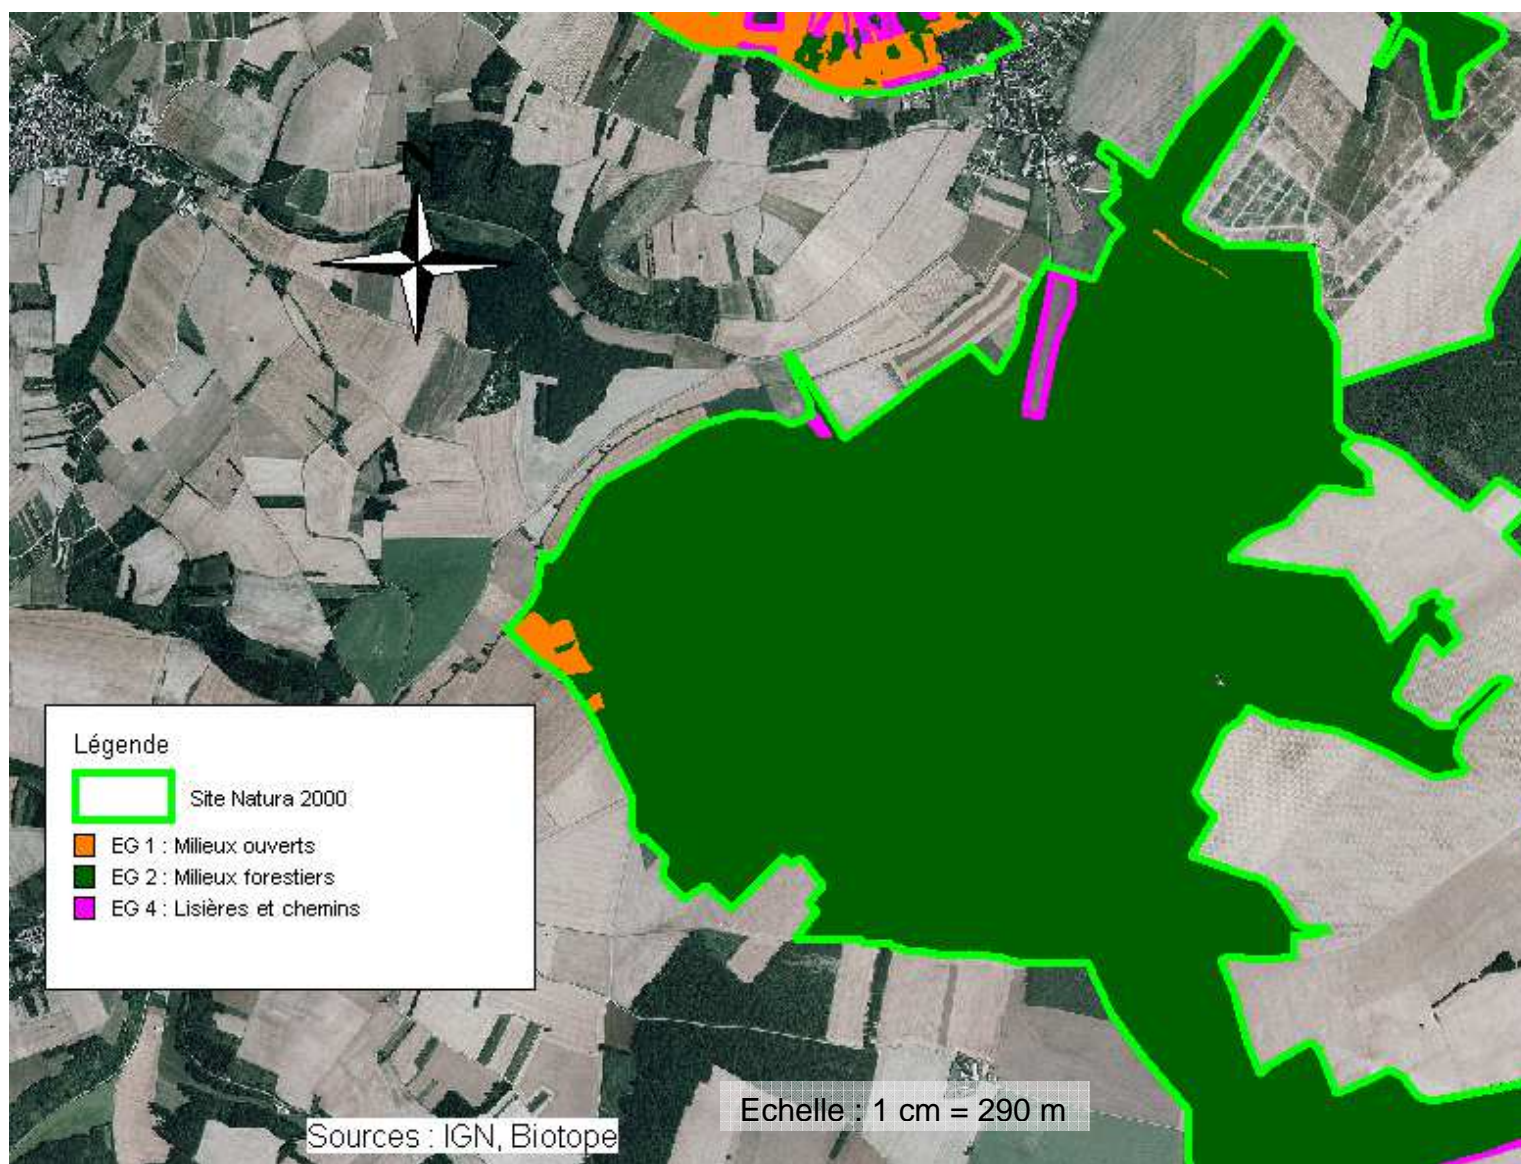 N
Légende
Site Natura 2000
EG 1 : Milieux ouverts
EG 2 : Milieux forestiers
EG 4 : Lisières et chemins
Echelle : 1 cm = 290 m
Sources : IGN, Biotope